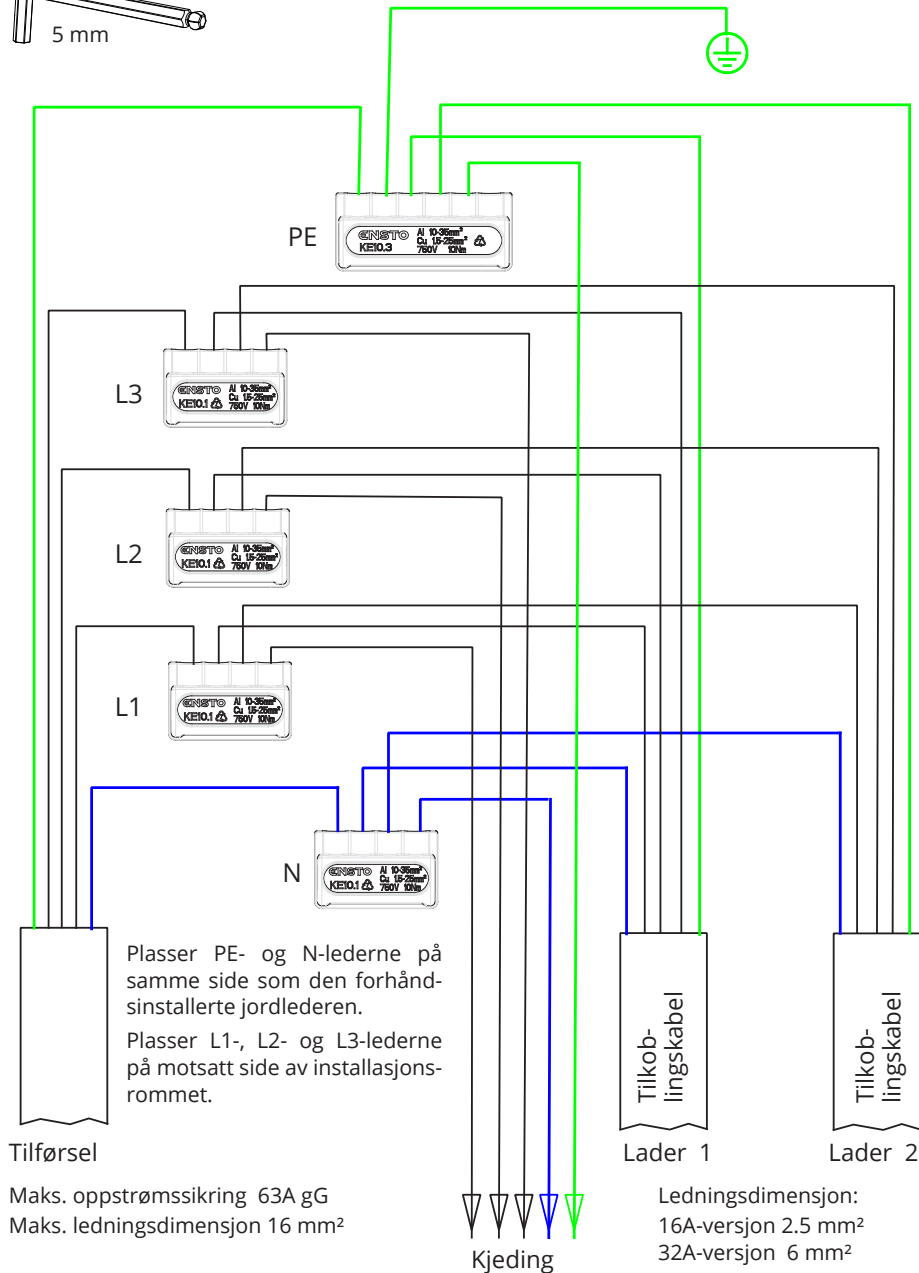 5 mm
PE
ENSTO
KE10.3
Al 10-35mm²
Cu 1.5-25mm²
750V 10Nm
L3
ENSTO
KE10.1
Al 10-35mm²
Cu 1.5-25mm²
750V 10Nm
L2
ENSTO
KE10.1
Al 10-35mm²
Cu 1.5-25mm²
750V 10Nm
L1
ENSTO
KE10.1
Al 10-35mm²
Cu 1.5-25mm²
750V 10Nm
N
ENSTO
KE10.1
Al 10-35mm²
Cu 1.5-25mm²
750V 10Nm
Plasser PE- og N-lederne på
samme side som den forhånd-
sinstallerte jordlederen.
Plasser L1-, L2- og L3-lederne
på motsatt side av installasjons-
rommet.
Tilkob-
lingskabel
Tilkob-
lingskabel
Tilførsel
Lader 1
Lader 2
Maks. oppstrømssikring 63A gG
Maks. ledningsdimensjon 16 mm²
Kjeding
Ledningsdimensjon:
16A-versjon 2.5 mm²
32A-versjon 6 mm²